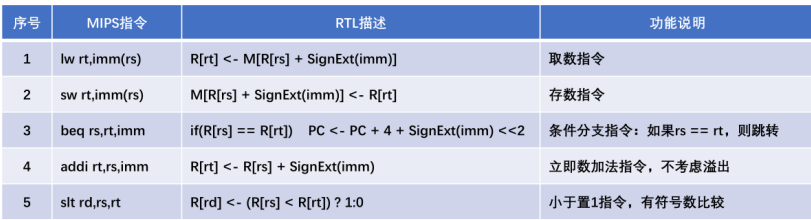 序号 MIPS指令 RTL描述 功能说明
1 lw rt,imm(rs) R[rt] <- M[R[rs] + SignExt(imm)] 取数指令
2 sw rt,imm(rs) M[R[rs] + SignExt(imm)] <- R[rt] 存数指令
3 beq rs,rt,imm if(R[rs] == R[rt]) PC <- PC + 4 + SignExt(imm) <<2 条件分支指令：如果rs == rt，则跳转
4 addi rt,rs,imm R[rt] <- R[rs] + SignExt(imm) 立即数加法指令，不考虑溢出
5 slt rd,rs,rt R[rd] <- (R[rs] < R[rt]) ? 1:0 小于置1指令，有符号数比较